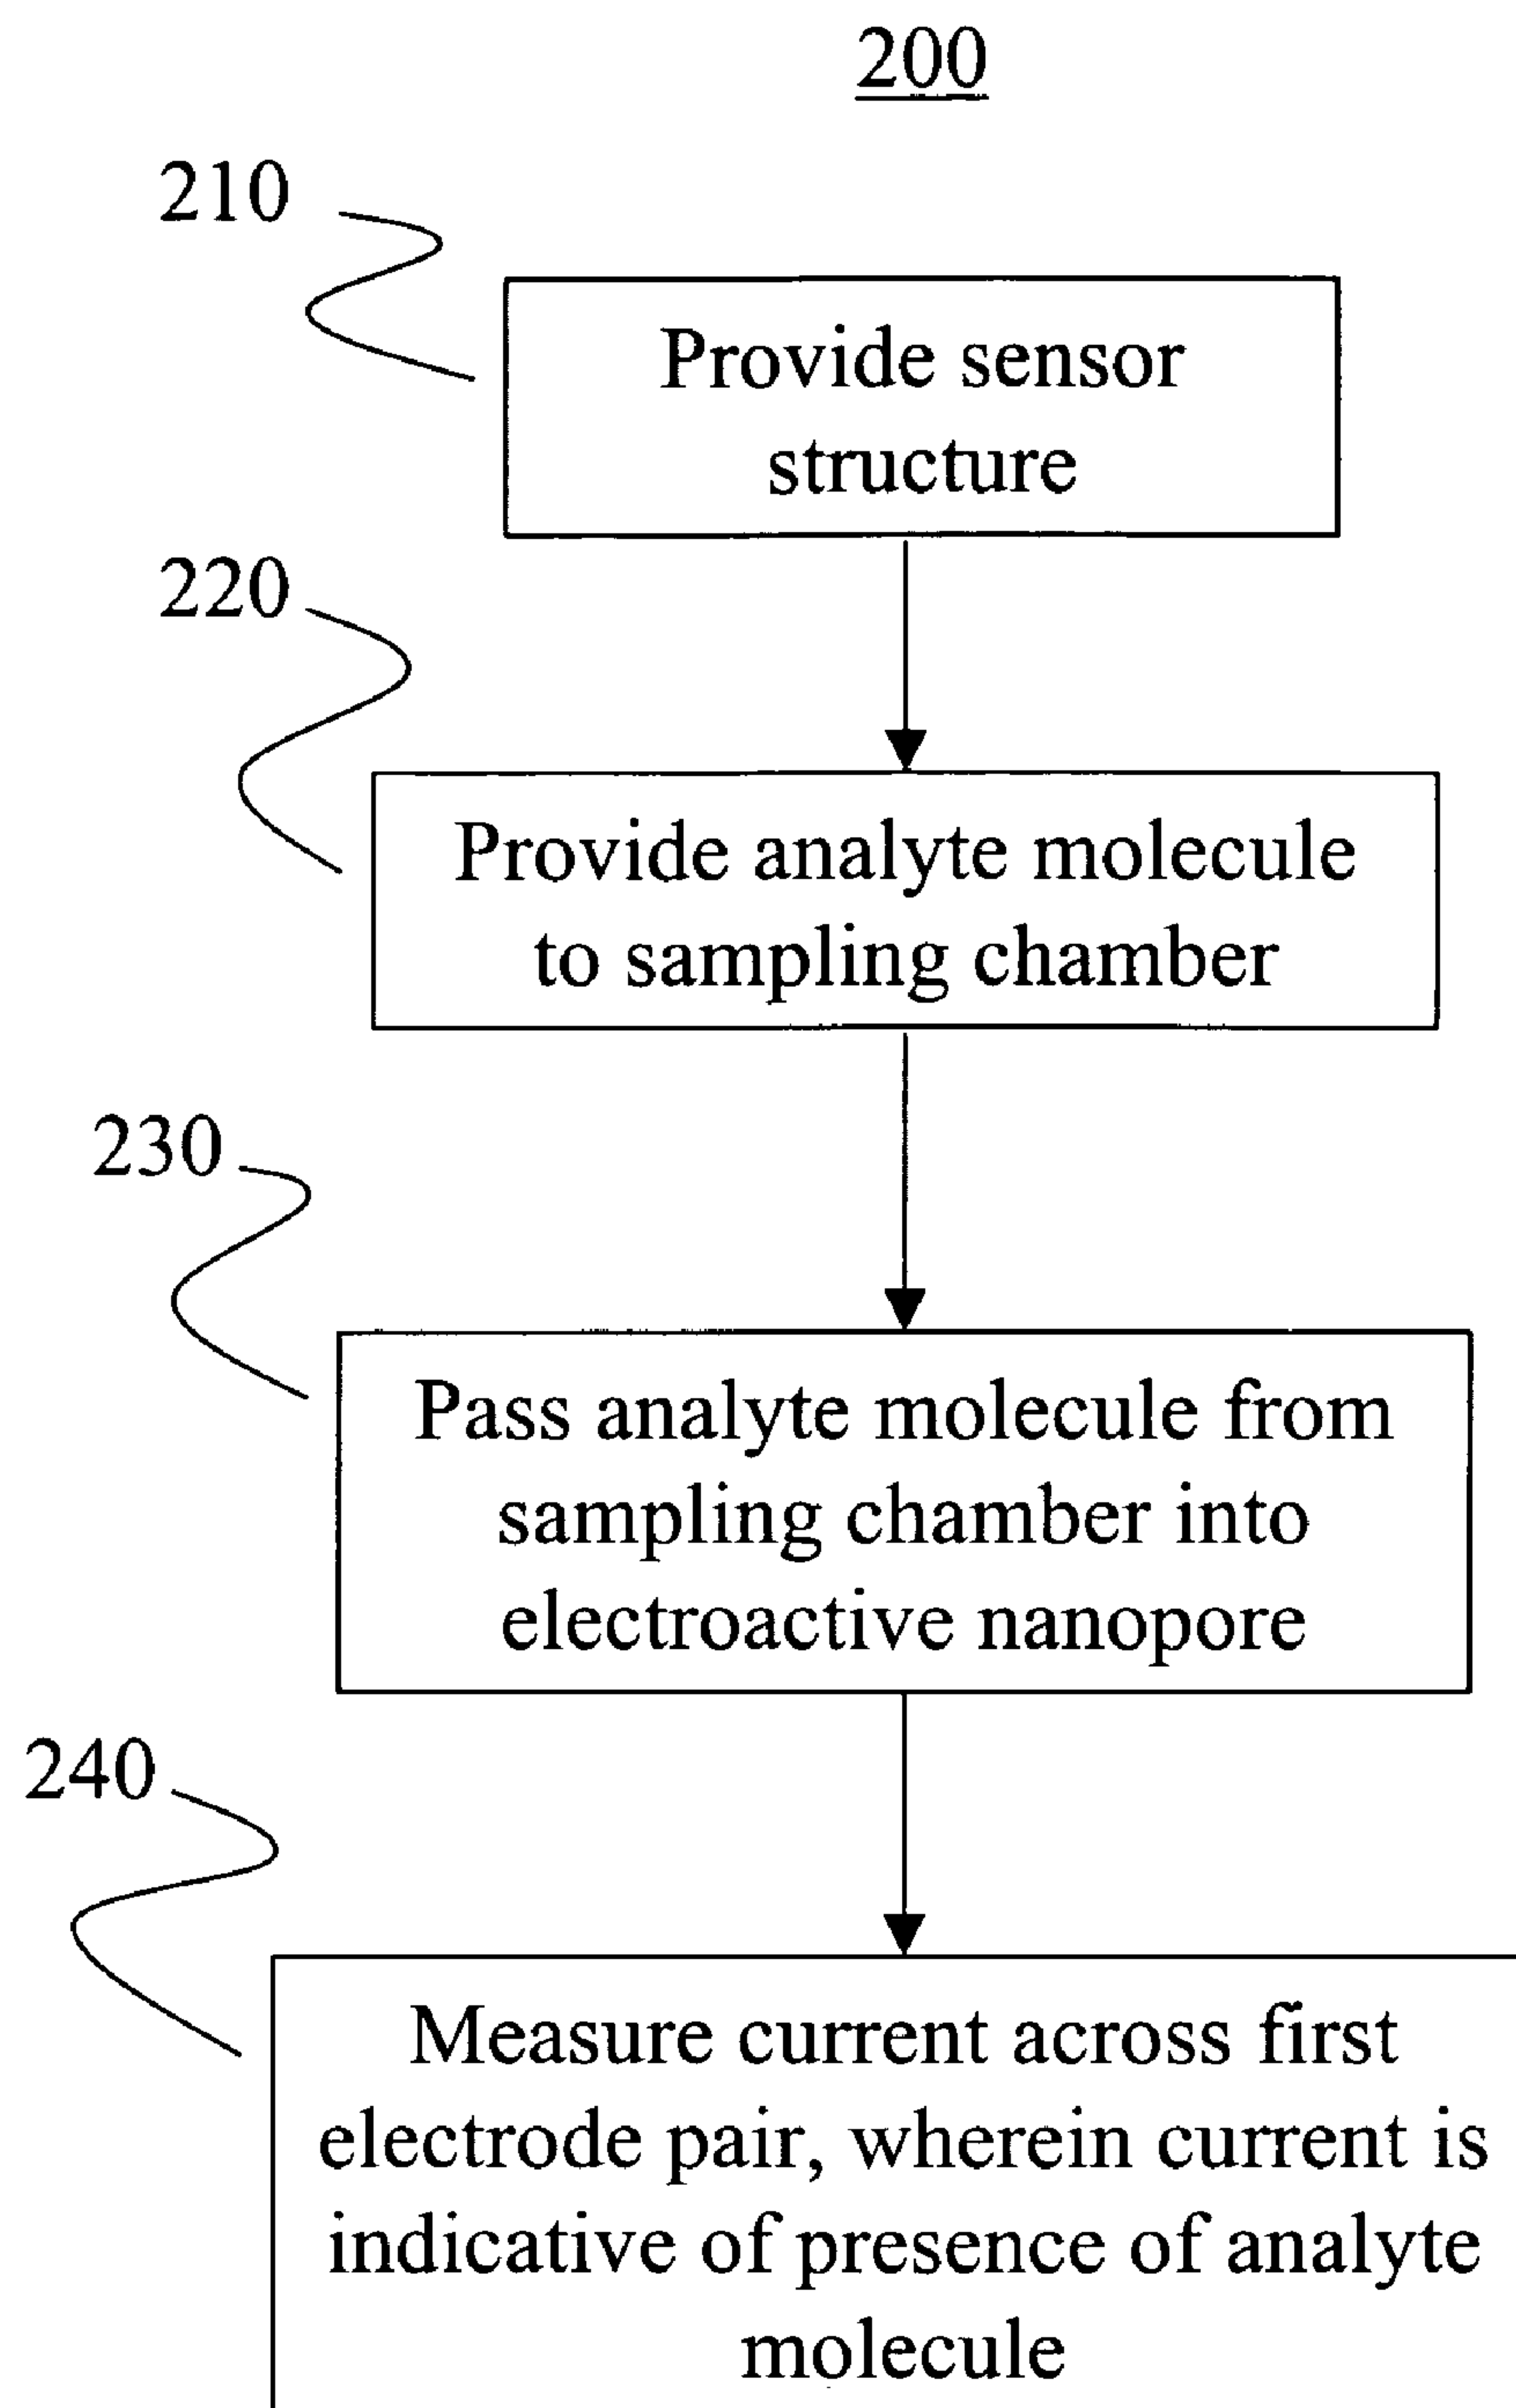 200
210
Provide sensor
structure
220
Provide analyte molecule
to sampling chamber
230
Pass analyte molecule from
sampling chamber into
electroactive nanopore
240
Measure current across first
electrode pair, wherein current is
indicative of presence of analyte
molecule